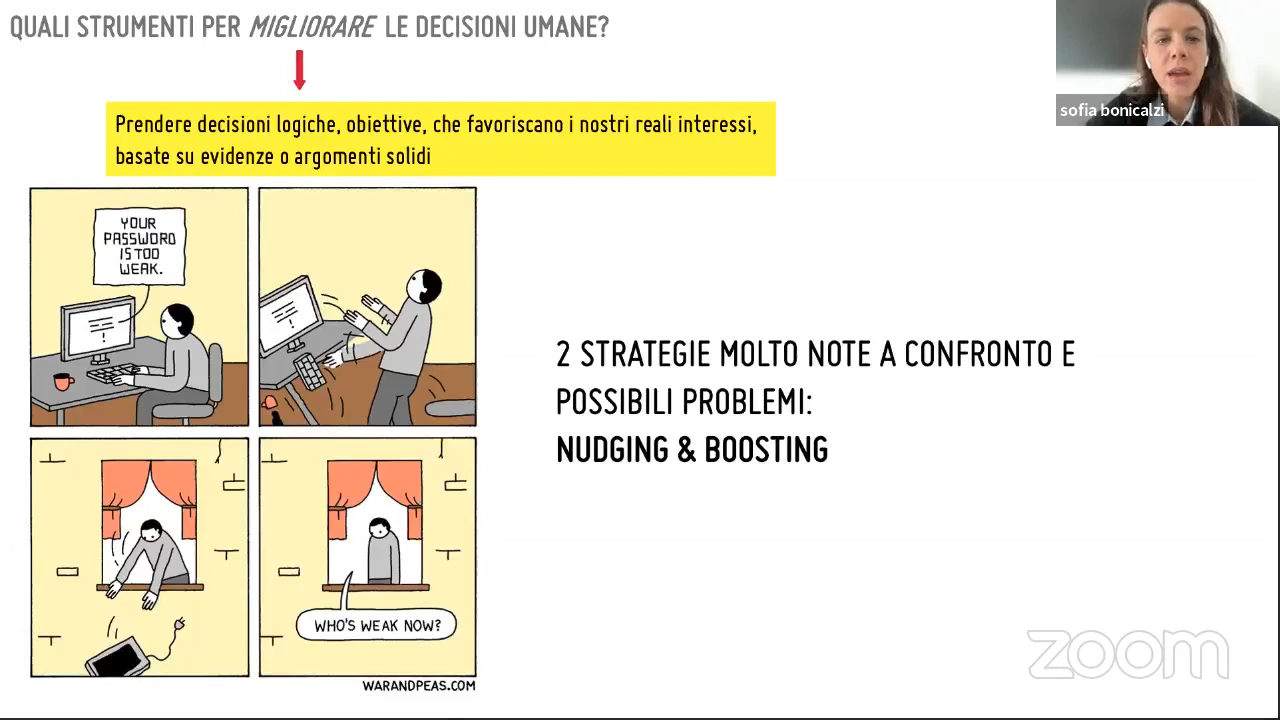 QUALI STRUMENTI PER MIGLIORARE LE DECISIONI UMANE?
sofia bonicalzi
Prendere decisioni logiche, obiettive, che favoriscano i nostri reali interessi,
basate su evidenze o argomenti solidi
YOUR
PASSWORD
IS TOO
WEAK.
2 STRATEGIE MOLTO NOTE A CONFRONTO E
POSSIBILI PROBLEMI:
NUDGING & BOOSTING
WHO'S WEAK NOW?
WARANDPEAS.COM
zoom